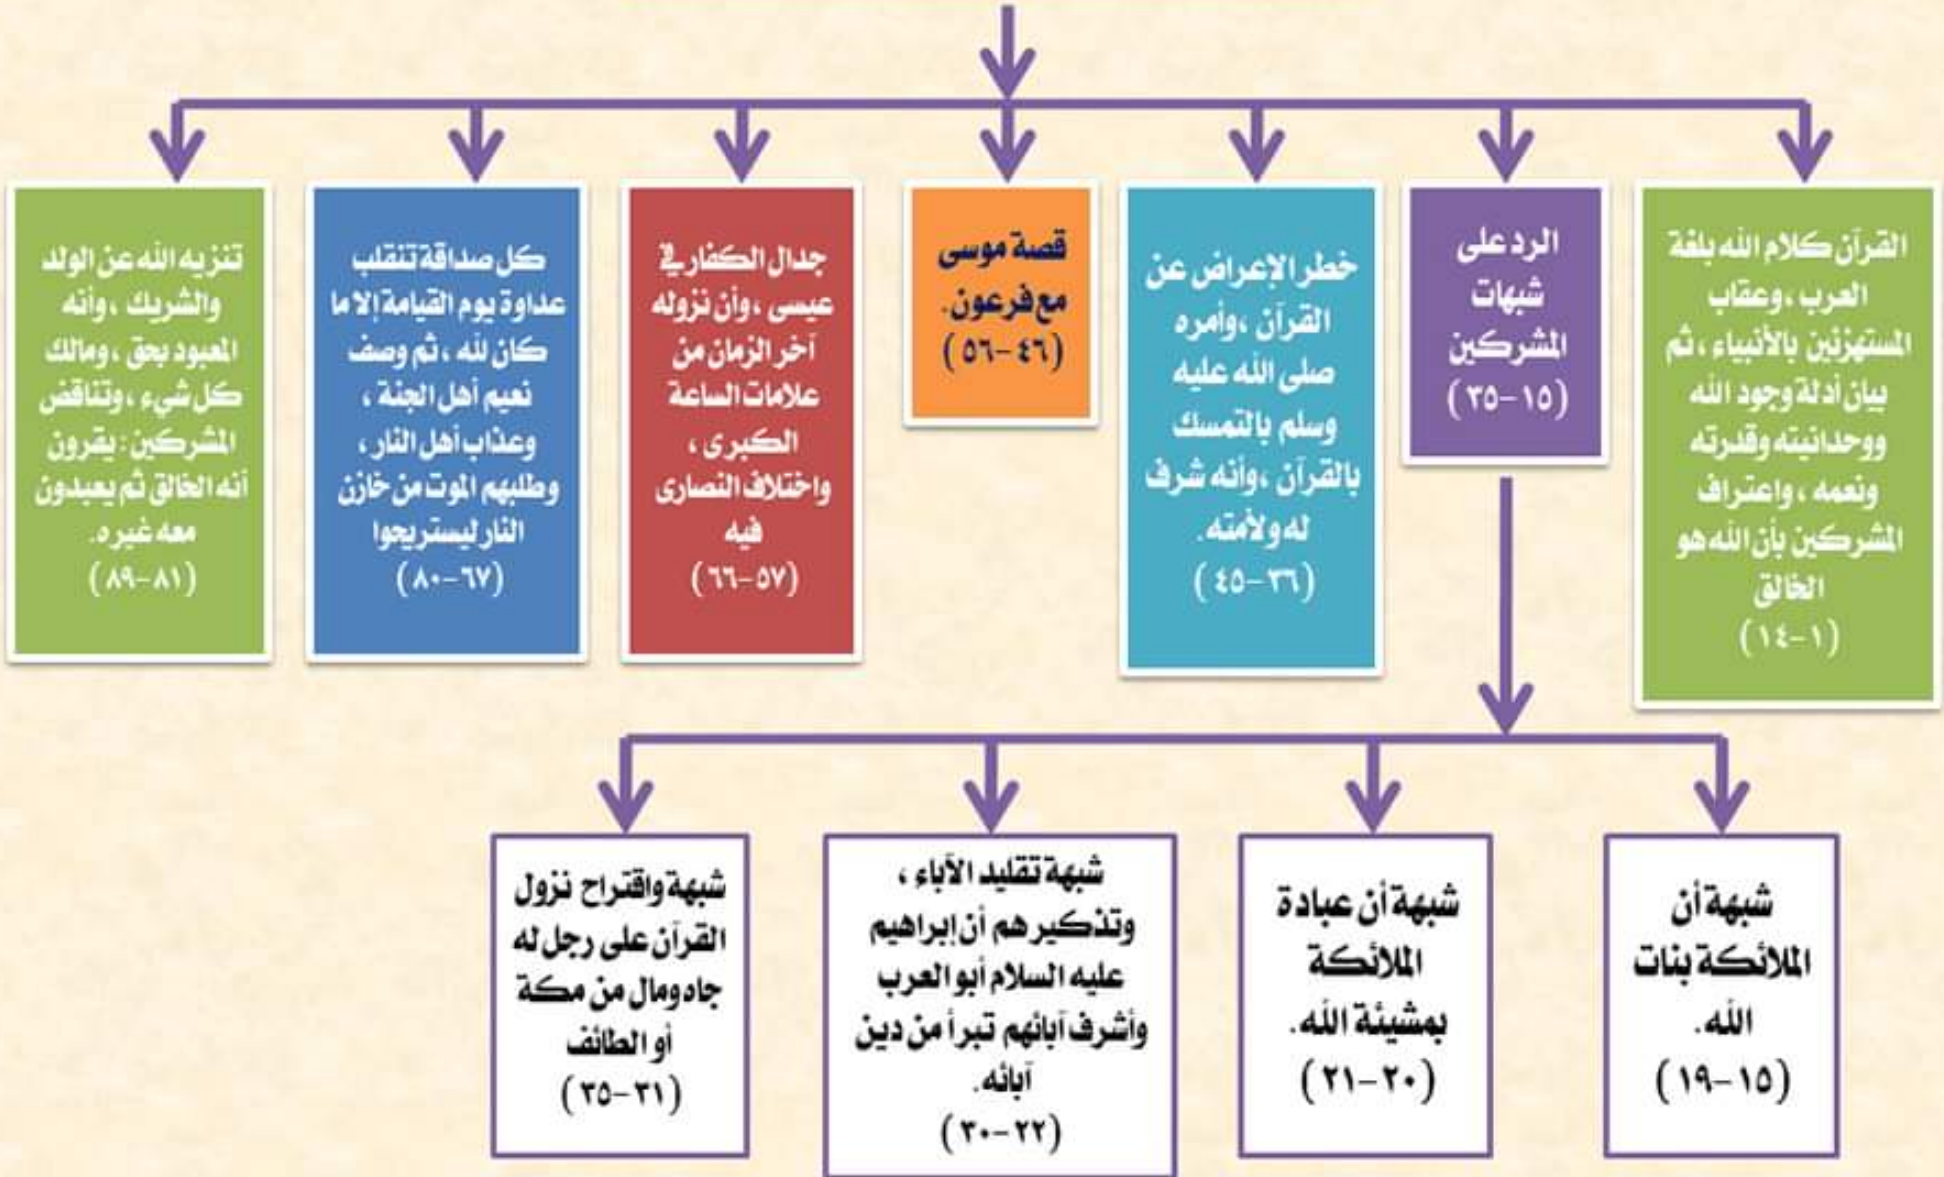 القرآن كلام الله بلغة
العرب ، وعقاب
المستهزئين بالأنبياء ، ثم
بيان أدلة وجود الله
ووحدانيته وقدرته
ونعمه ، واعتراف
المشركين بأن الله هو
الخالق
(١-١٤)
الرد على
شبهات
المشركين
(١٥-٣٥)
خطر الإعراض عن
القرآن ، وأمره
صلى الله عليه
وسلم بالتمسك
بالقرآن ، وأنه شرف
له ولأمته.
(٣٦-٤٥)
قصة موسى
مع فرعون.
(٤٦-٥٦)
جدال الكفار في
عيسى ، وأن نزوله
آخر الزمان من
علامات الساعة
الكبرى ،
واختلاف النصارى
فيه
(٥٧-٦٦)
كل صداقة تنقلب
عداوة يوم القيامة إلا ما
كان لله ، ثم وصف
نعيم أهل الجنة ،
وعذاب أهل النار ،
وطلبهم الموت من خازن
النار ليستريحوا
(٦٧-٨٠)
تنزيه الله عن الولد
والشريك ، وأنه
المعبود بحق ، ومالك
كل شيء ، وتناقض
المشركين : يقرون
أنه الخالق ثم يعبدون
معه غيره.
(٨١-٨٩)
شبهة أن
الملائكة بنات
الله.
(١٥-١٩)
شبهة أن عبادة
الملائكة
بمشيئة الله.
(٢٠-٢١)
شبهة تقليد الآباء ،
وتذكيرهم أن إبراهيم
عليه السلام أبو العرب
وأشرف آبائهم تبرأ من دين
آبائه.
(٢٢-٣٠)
شبهة واقتراح نزول
القرآن على رجل له
جاه ومال من مكة
أو الطائف
(٣١-٣٥)